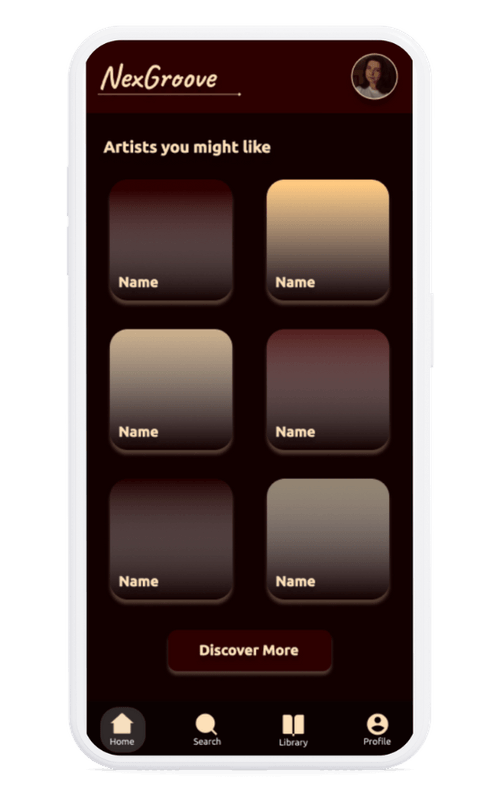 NexGroove
Artists you might like
Name
Name
Name
Name
Name
Name
Discover More
Home
Search
Library
Profile